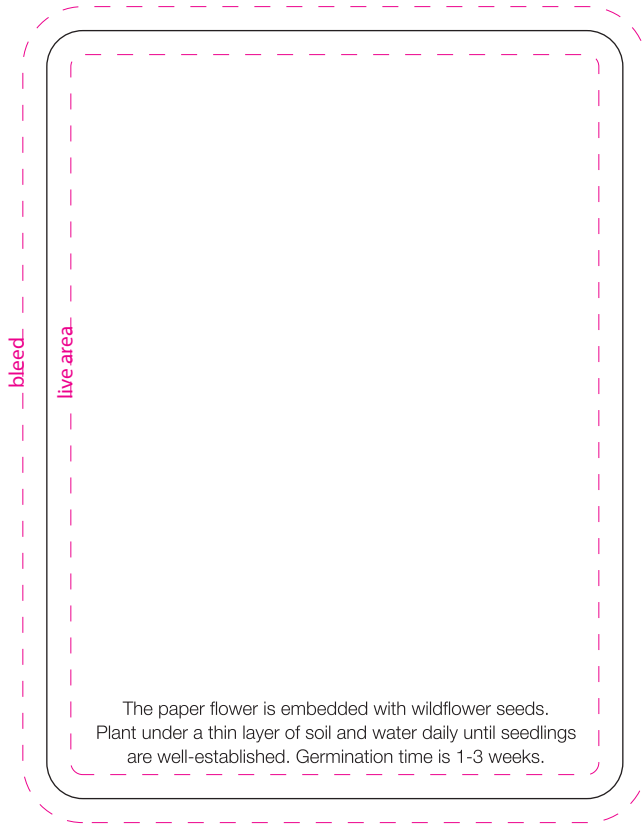 bleed
live area
The paper flower is embedded with wildflower seeds.
Plant under a thin layer of soil and water daily until seedlings
are well-established. Germination time is 1-3 weeks.